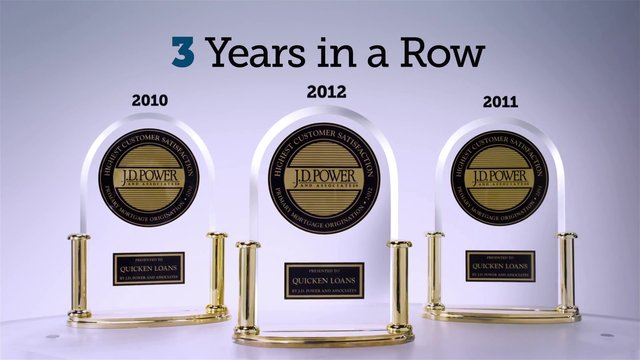 3 Years in a Row
2010
HIGHEST CUSTOMER SATISFACTION
J.D. POWER
AND ASSOCIATES
PRIMARY MORTGAGE ORIGINATION
PRESENTED TO
QUICKEN LOANS
BY J.D. POWER AND ASSOCIATES
2012
HIGHEST CUSTOMER SATISFACTION
J.D. POWER
AND ASSOCIATES
PRIMARY MORTGAGE ORIGINATION • 2012
PRESENTED TO
QUICKEN LOANS
BY J.D. POWER AND ASSOCIATES
2011
HIGHEST CUSTOMER SATISFACTION
J.D. POWER
AND ASSOCIATES
PRIMARY MORTGAGE ORIGINATION • 2011
PRESENTED TO
QUICKEN LOANS
BY J.D. POWER AND ASSOCIATES